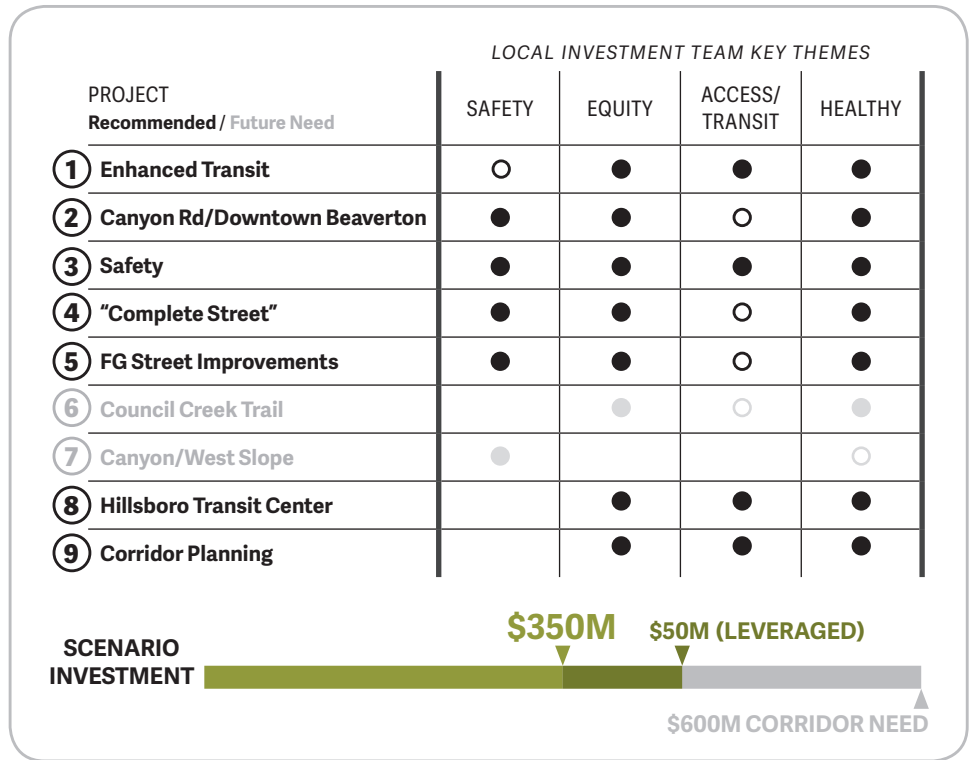 LOCAL INVESTMENT TEAM KEY THEMES
PROJECT
Recommended / Future Need
SAFETY
EQUITY
ACCESS/
TRANSIT
HEALTHY
1 Enhanced Transit
2 Canyon Rd/Downtown Beaverton
3 Safety
4 “Complete Street”
5 FG Street Improvements
6 Council Creek Trail
7 Canyon/West Slope
8 Hillsboro Transit Center
9 Corridor Planning
SCENARIO
INVESTMENT
$350M
$50M (LEVERAGED)
$600M CORRIDOR NEED